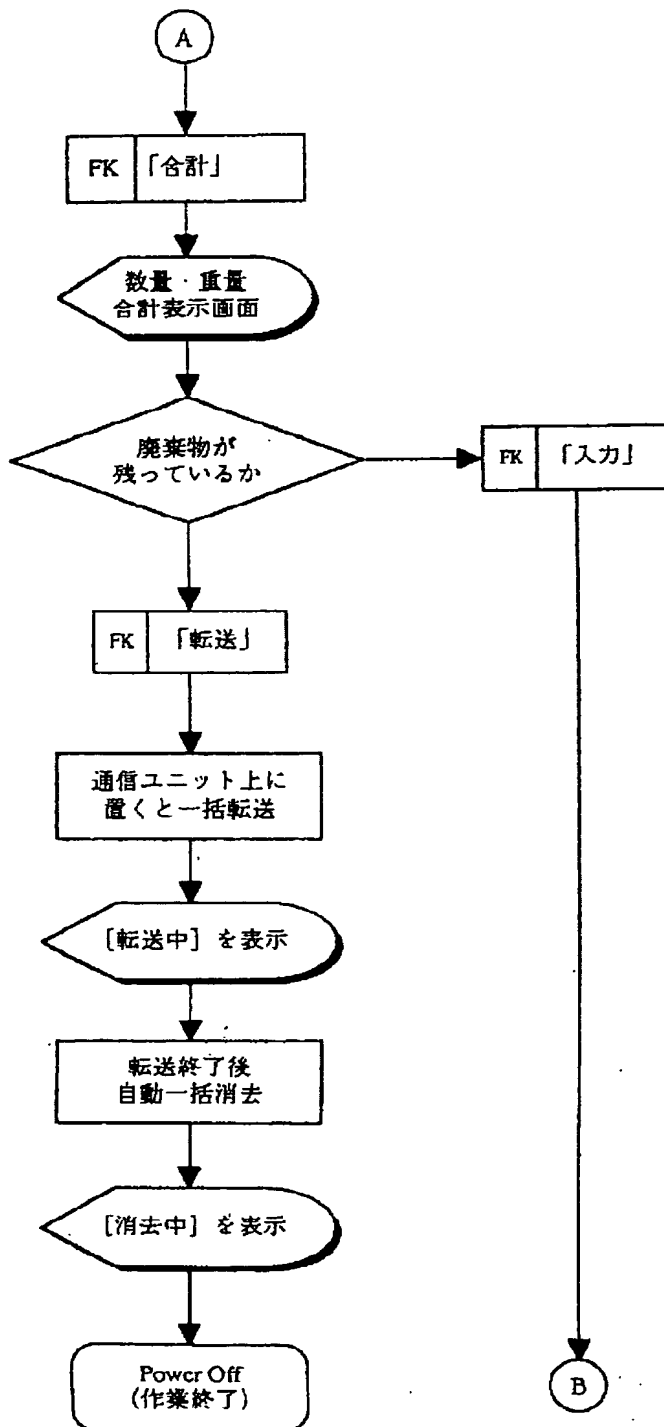 A
FK 「合計」
数量・重量
合計表示画面
廃棄物が
残っているか
FK 「入力」
FK 「転送」
通信ユニット上に
置くと一括転送
[転送中] を表示
転送終了後
自動一括消去
[消去中] を表示
Power Off
(作業終了)
B